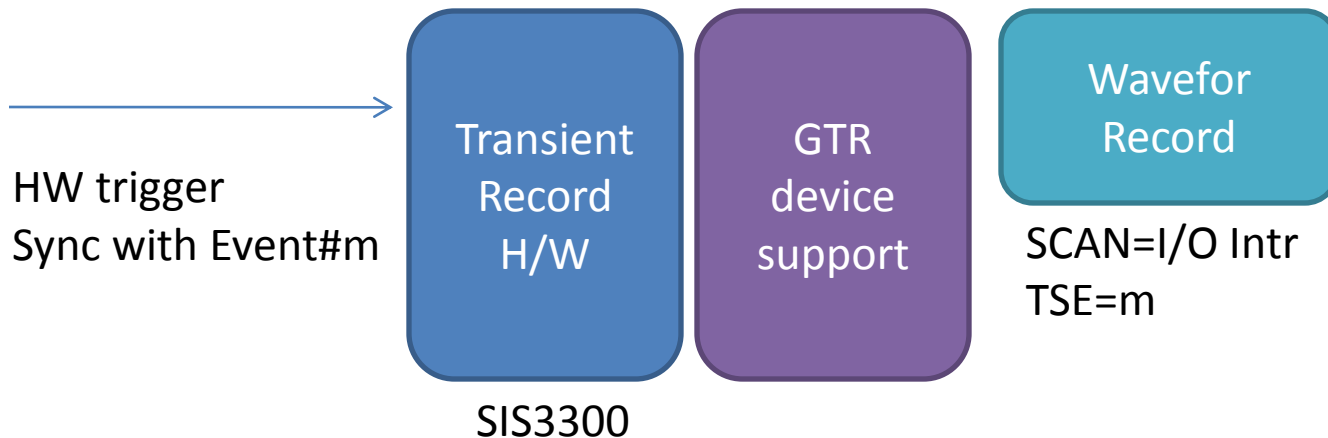 HW trigger
Sync with Event#m
Transient
Record
H/W
SIS3300
GTR
device
support
Wavefor
Record
SCAN=I/O Intr
TSE=m